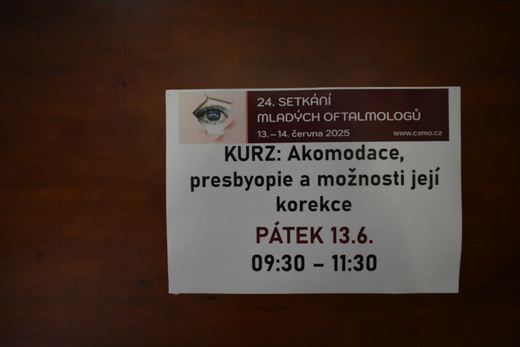 24. SETKÁNÍ
MLADÝCH OFTALMOLOGŮ
13. – 14. června 2025 www.csmo.cz
KURZ: Akomodace,
presbyopie a možnosti její
korekce
PÁTEK 13.6.
09:30 – 11:30